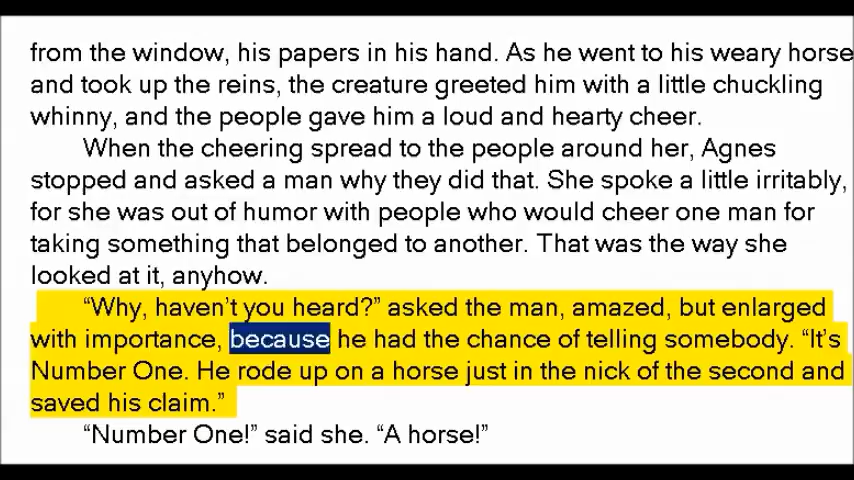 from the window, his papers in his hand. As he went to his weary horse
and took up the reins, the creature greeted him with a little chuckling
whinny, and the people gave him a loud and hearty cheer.
When the cheering spread to the people around her, Agnes
stopped and asked a man why they did that. She spoke a little irritably,
for she was out of humor with people who would cheer one man for
taking something that belonged to another. That was the way she
looked at it, anyhow.
“Why, haven’t you heard?” asked the man, amazed, but enlarged
with importance, because he had the chance of telling somebody. “It’s
Number One. He rode up on a horse just in the nick of the second and
saved his claim.”
“Number One!” said she. “A horse!”